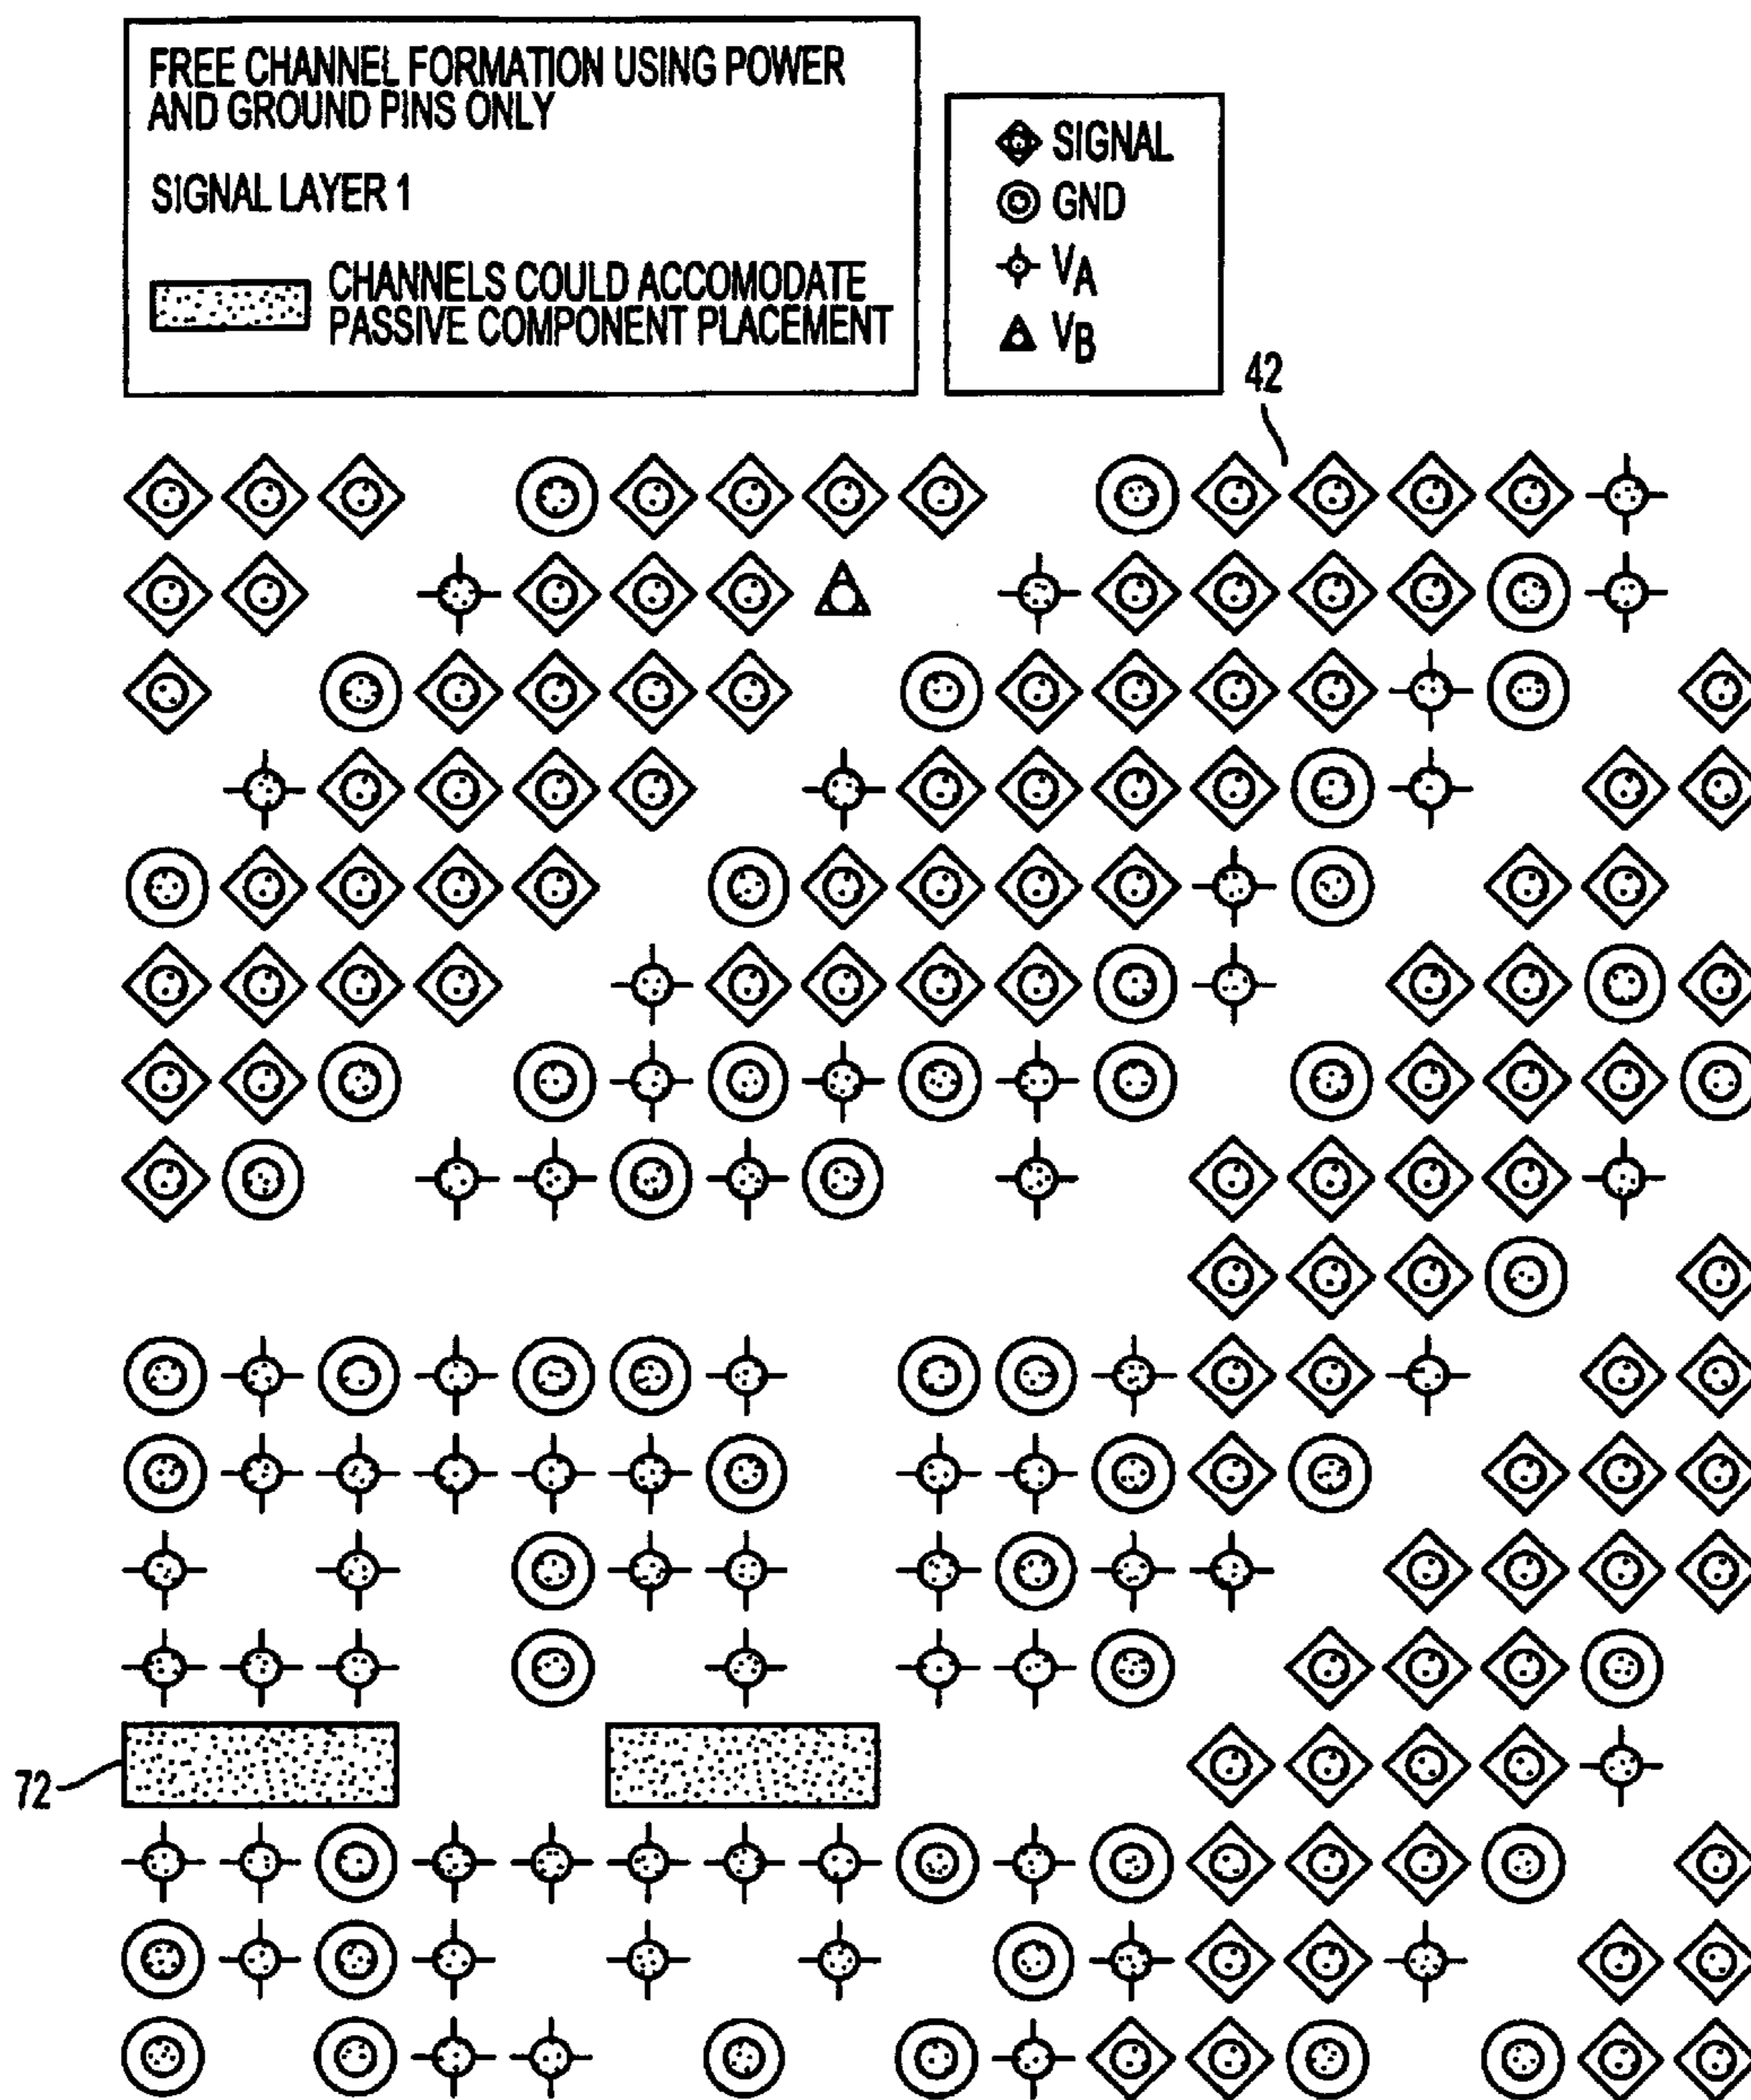 FREE CHANNEL FORMATION USING POWER
AND GROUND PINS ONLY
SIGNAL LAYER 1
CHANNELS COULD ACCOMODATE
PASSIVE COMPONENT PLACEMENT
SIGNAL
GND
VA
VB
42
72